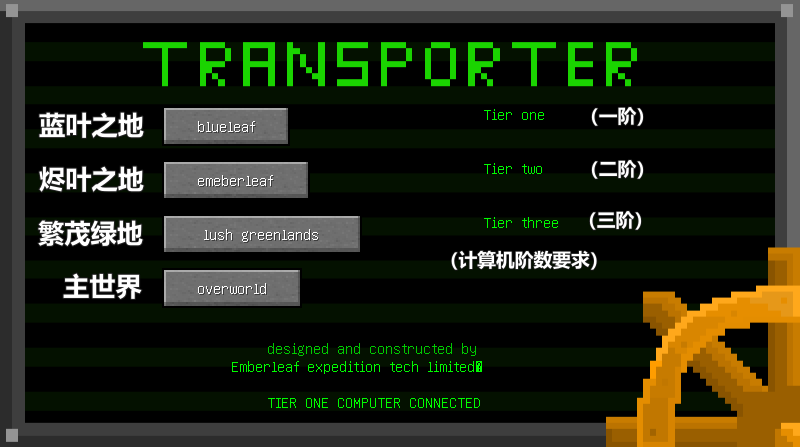 TRANSPORTER
蓝叶之地 blueleaf Tier one (一阶)
烬叶之地 emeberleaf Tier two (二阶)
繁茂绿地 lush greenlands Tier three (三阶)
(计算机阶数要求)
主世界 overworld
designed and constructed by
Emberleaf expedition tech limited�
TIER ONE COMPUTER CONNECTED